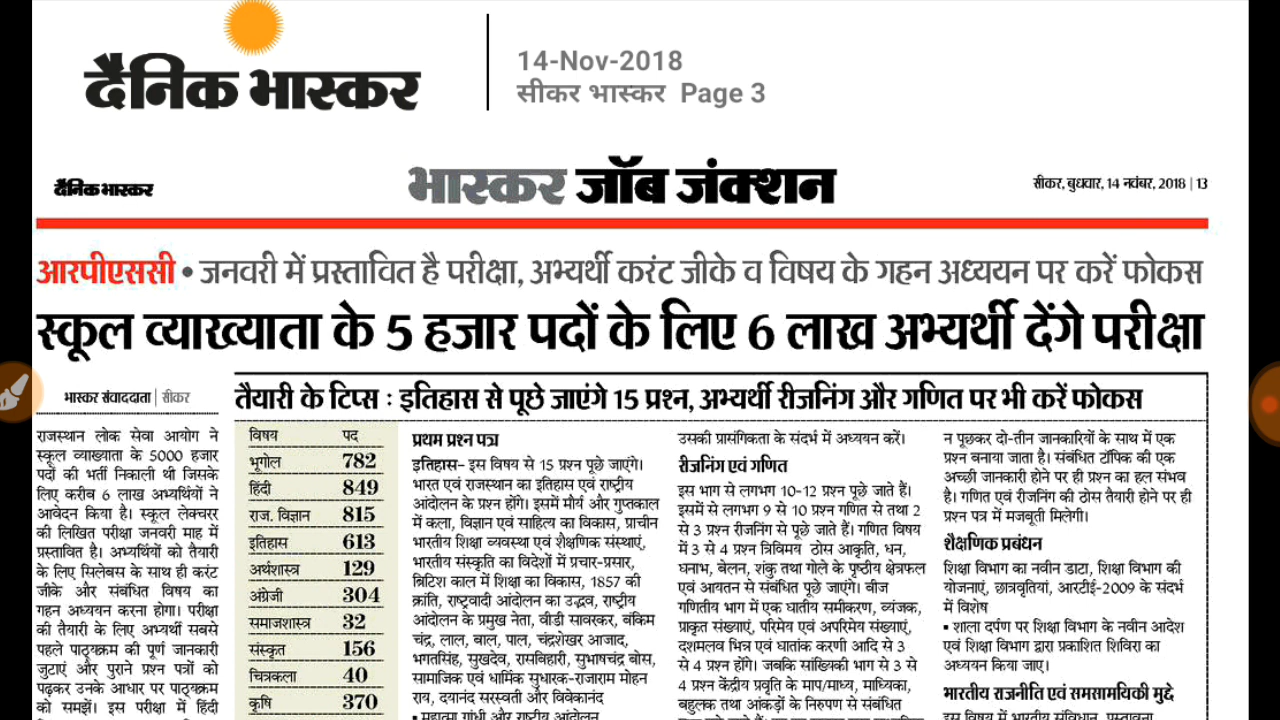 दैनिक भास्कर
14-Nov-2018
सीकर भास्कर Page 3
दैनिक भास्कर
भास्कर जॉब जंक्शन
सीकर, बुधवार, 14 नवंबर, 2018 | 13
आरपीएससी • जनवरी में प्रस्तावित है परीक्षा, अभ्यर्थी करंट जीके व विषय के गहन अध्ययन पर करें फोकस
स्कूल व्याख्याता के 5 हजार पदों के लिए 6 लाख अभ्यर्थी देंगे परीक्षा
भास्कर संवाददाता | सीकर
राजस्थान लोक सेवा आयोग ने
स्कूल व्याख्याता के 5000 हजार
पदों की भर्ती निकाली थी जिसके
लिए करीब 6 लाख अभ्यर्थियों ने
आवेदन किया है। स्कूल लेक्चरर
की लिखित परीक्षा जनवरी माह में
प्रस्तावित है। अभ्यर्थियों को तैयारी
के लिए सिलेबस के साथ ही करंट
जीके और संबंधित विषय का
गहन अध्ययन करना होगा। परीक्षा
की तैयारी के लिए अभ्यर्थी सबसे
पहले पाठ्यक्रम की पूर्ण जानकारी
जुटाएं और पुराने प्रश्न पत्रों को
पढ़कर उनके आधार पर पाठ्यक्रम
को समझें। इस परीक्षा में हिंदी
तैयारी के टिप्स : इतिहास से पूछे जाएंगे 15 प्रश्न, अभ्यर्थी रीजनिंग और गणित पर भी करें फोकस
विषय पद
भूगोल 782
हिंदी 849
राज. विज्ञान 815
इतिहास 613
अर्थशास्त्र 129
अंग्रेजी 304
समाजशास्त्र 32
संस्कृत 156
चित्रकला 40
कृषि 370
प्रथम प्रश्न पत्र
इतिहास- इस विषय से 15 प्रश्न पूछे जाएंगे।
भारत एवं राजस्थान का इतिहास एवं राष्ट्रीय
आंदोलन के प्रश्न होंगे। इसमें मौर्य और गुप्तकाल
में कला, विज्ञान एवं साहित्य का विकास, प्राचीन
भारतीय शिक्षा व्यवस्था एवं शैक्षणिक संस्थाएं,
भारतीय संस्कृति का विदेशों में प्रचार-प्रसार,
ब्रिटिश काल में शिक्षा का विकास, 1857 की
क्रांति, राष्ट्रवादी आंदोलन का उद्भव, राष्ट्रीय
आंदोलन के प्रमुख नेता, वीडी सावरकर, बंकिम
चंद्र, लाल, बाल, पाल, चंद्रशेखर आजाद,
भगतसिंह, सुखदेव, रासबिहारी, सुभाषचंद्र बोस,
सामाजिक एवं धार्मिक सुधारक-राजाराम मोहन
राय, दयानंद सरस्वती और विवेकानंद
▪ महात्मा गांधी और राष्ट्रीय आंदोलन
उसकी प्रासंगिकता के संदर्भ में अध्ययन करें।
रीजनिंग एवं गणित
इस भाग से लगभग 10-12 प्रश्न पूछे जाते हैं।
इसमें से लगभग 9 से 10 प्रश्न गणित से तथा 2
से 3 प्रश्न रीजनिंग से पूछे जाते हैं। गणित विषय
में 3 से 4 प्रश्न त्रिविमिय ठोस आकृति, धन,
धनाभ, बेलन, शंकु तथा गोले के पृष्ठीय क्षेत्रफल
एवं आयतन से संबंधित पूछे जाएंगे। बीज
गणितीय भाग में एक घातीय समीकरण, व्यंजक,
प्राकृत संख्याएं, परिमेय एवं अपरिमेय संख्याएं,
दशमलव भिन्न एवं घातांक करणी आदि से 3
से 4 प्रश्न होंगे। जबकि सांख्यिकी भाग से 3 से
4 प्रश्न केंद्रीय प्रवृति के माप/माध्य, माध्यिका,
बहुलक तथा आंकड़ों के निरुपण से संबंधित
न पूछकर दो-तीन जानकारियों के साथ में एक
प्रश्न बनाया जाता है। संबंधित टॉपिक की एक
अच्छी जानकारी होने पर ही प्रश्न का हल संभव
है। गणित एवं रीजनिंग की ठोस तैयारी होने पर ही
प्रश्न पत्र में मजबूती मिलेगी।
शैक्षणिक प्रबंधन
शिक्षा विभाग का नवीन डाटा, शिक्षा विभाग की
योजनाएं, छात्रवृतियां, आरटीई-2009 के संदर्भ
में विशेष
▪ शाला दर्पण पर शिक्षा विभाग के नवीन आदेश
एवं शिक्षा विभाग द्वारा प्रकाशित शिविरा का
अध्ययन किया जाए।
भारतीय राजनीति एवं समसामयिकी मुद्दे
इस विषय में भारतीय संविधान, प्रस्तावना,